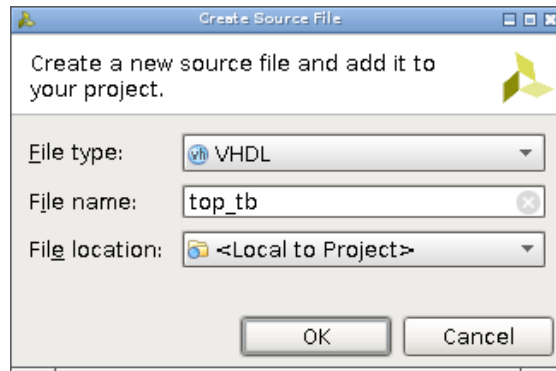 Create Source File
Create a new source file and add it to
your project.
File type:
vh VHDL
File name:
top_tb
File location:
<Local to Project>
OK
Cancel